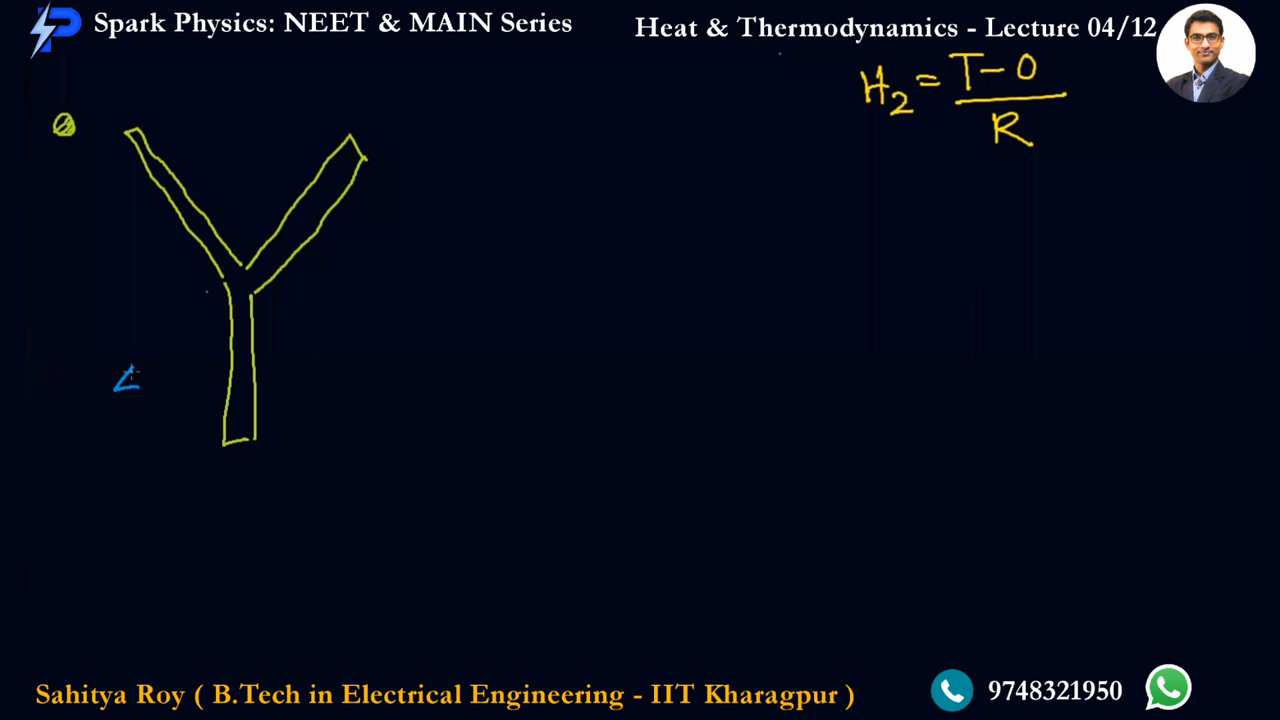 Spark Physics: NEET & MAIN Series
Heat & Thermodynamics - Lecture 04/12
H₂ = T - 0
R
Sahitya Roy ( B.Tech in Electrical Engineering - IIT Kharagpur )
9748321950